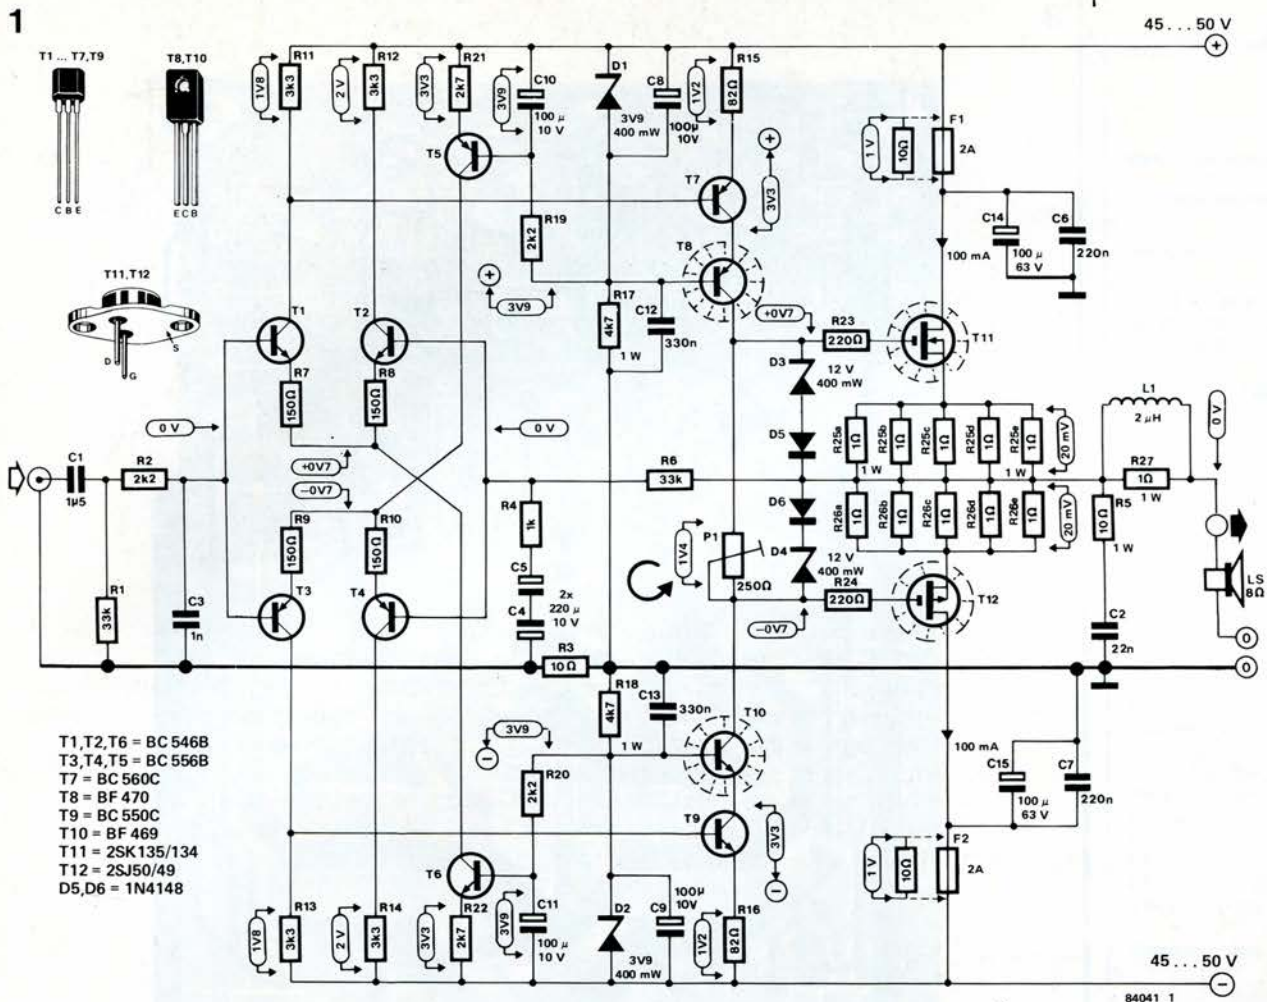 1
45 . . . 50 V
+
T1 ... T7,T9
T8,T10
C B E
E C B
T11,T12
D
G
S
R11
1V8
3k3
R12
2 V
3k3
R21
3V3
2k7
3V9
C10
100 µ
10 V
D1
3V9
400 mW
C8
100µ
10V
R15
1V2
82Ω
F1
1 V
10Ω
2A
T5
T7
+
3V3
R19
2k2
T8
C14
100 µ
63 V
C6
220n
100 mA
+
3V9
R17
4k7
1 W
C12
330n
+0V7
R23
220Ω
T11
T1
T2
R7
150Ω
R8
150Ω
D3
12 V
400 mW
L1
2 µH
0 V
0 V
0 V
D5
R25a
1Ω
R25b
1Ω
R25c
1Ω
R25d
1Ω
R25e
1Ω
20 mV
1 W
1 W
R27
1Ω
1 W
C1
1µ5
R2
2k2
+0V7
−0V7
R6
33k
R4
1k
R9
150Ω
R10
150Ω
D6
R26a
1Ω
R26b
1Ω
R26c
1Ω
R26d
1Ω
R26e
1Ω
20 mV
R5
10Ω
1 W
P1
1V4
250Ω
D4
12 V
400 mW
R24
220Ω
T12
LS
8Ω
C5
2x
220 µ
10 V
C4
R1
33k
C3
1n
T3
T4
−0V7
C2
22n
0
R3
10Ω
0
R18
4k7
1 W
C13
330n
T10
3V9
−
R20
2k2
100 mA
C15
100 µ
63 V
C7
220n
T1,T2,T6 = BC 546B
T3,T4,T5 = BC 556B
T7 = BC 560C
T8 = BF 470
T9 = BC 550C
T10 = BF 469
T11 = 2SK135/134
T12 = 2SJ50/49
D5,D6 = 1N4148
T9
3V3
−
T6
F2
1 V
10Ω
2A
R13
1V8
3k3
R14
2 V
3k3
R22
3V3
2k7
3V9
C11
100 µ
10 V
D2
3V9
400 mW
C9
100µ
10V
R16
1V2
82Ω
45 . . . 50 V
−
84041 1